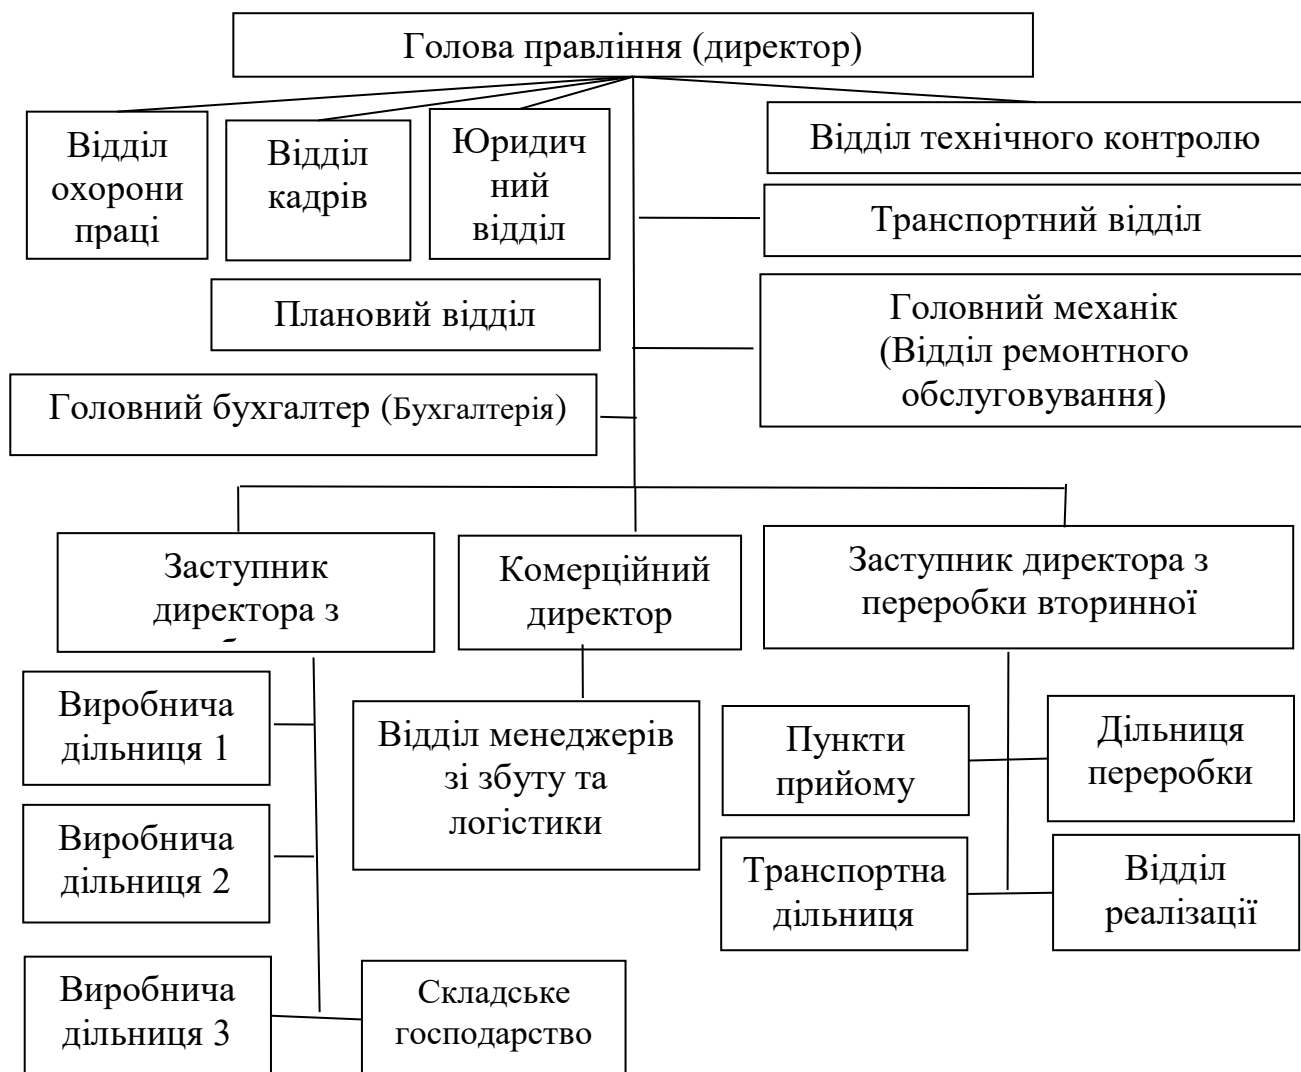 Голова правління (директор)
Відділ
охорони
праці
Відділ
кадрів
Юридич
ний
відділ
Відділ технічного контролю
Транспортний відділ
Плановий відділ
Головний механік
(Відділ ремонтного
обслуговування)
Головний бухгалтер (Бухгалтерія)
Заступник
директора з
Комерційний
директор
Заступник директора з
переробки вторинної
Виробнича
дільниця 1
Відділ менеджерів
зі збуту та
логістики
Пункти
прийому
Дільниця
переробки
Виробнича
дільниця 2
Транспортна
дільниця
Відділ
реалізації
Виробнича
дільниця 3
Складське
господарство